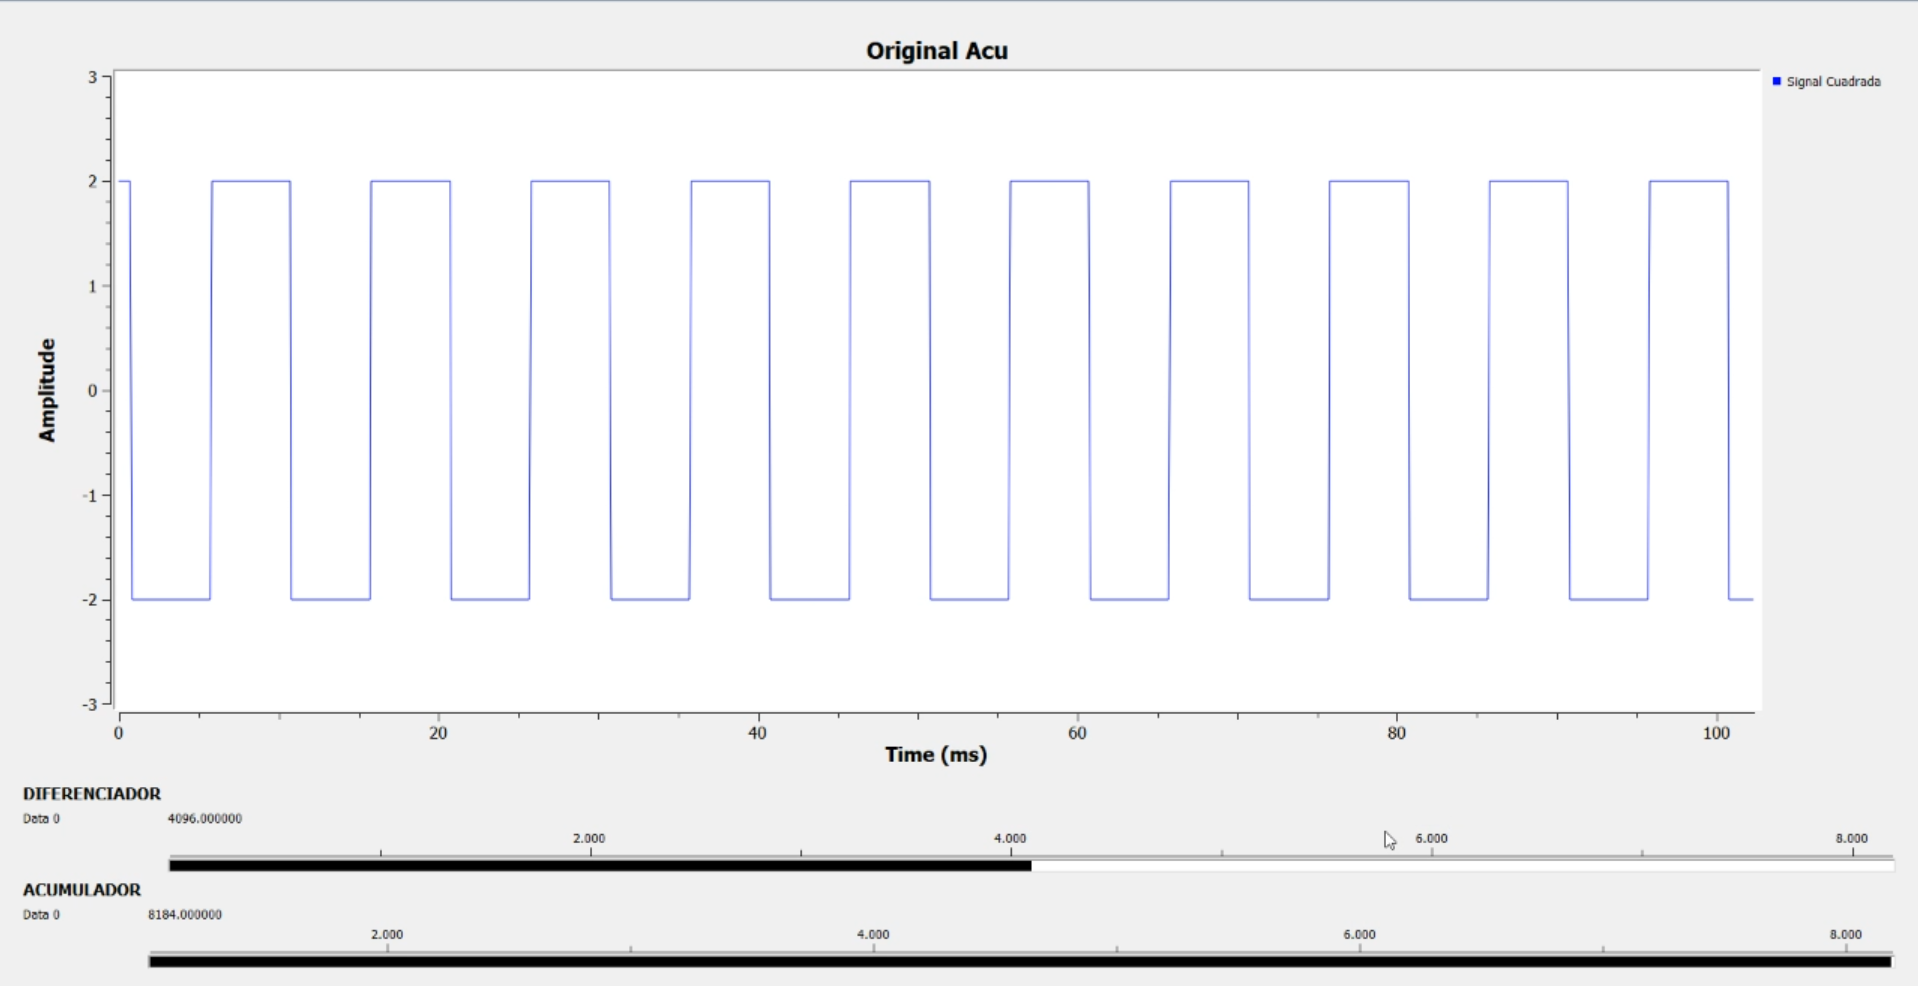 Original Acu
Signal Cuadrada
3
2
1
0
-1
-2
-3
Amplitude
0 20 40 60 80 100
Time (ms)
DIFERENCIADOR
Data 0 4096.000000
2.000 4.000 6.000 8.000
ACUMULADOR
Data 0 8184.000000
2.000 4.000 6.000 8.000